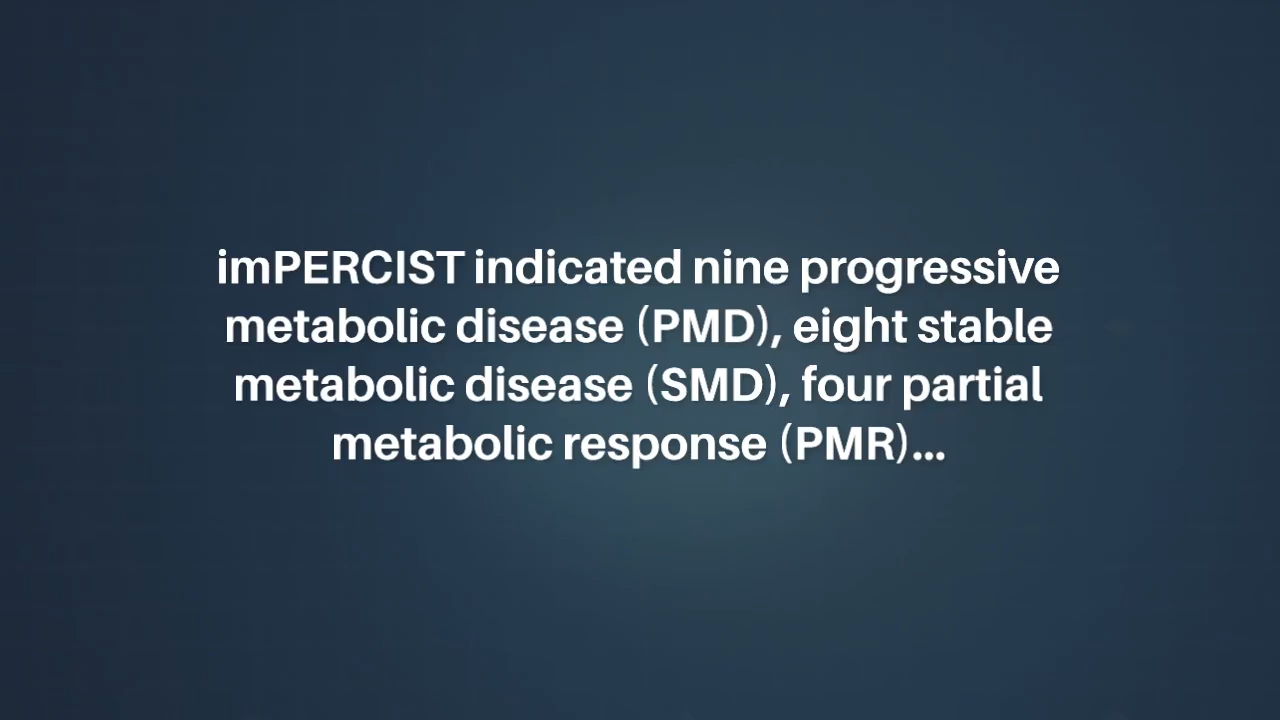 imPERCIST indicated nine progressive
metabolic disease (PMD), eight stable
metabolic disease (SMD), four partial
metabolic response (PMR)...